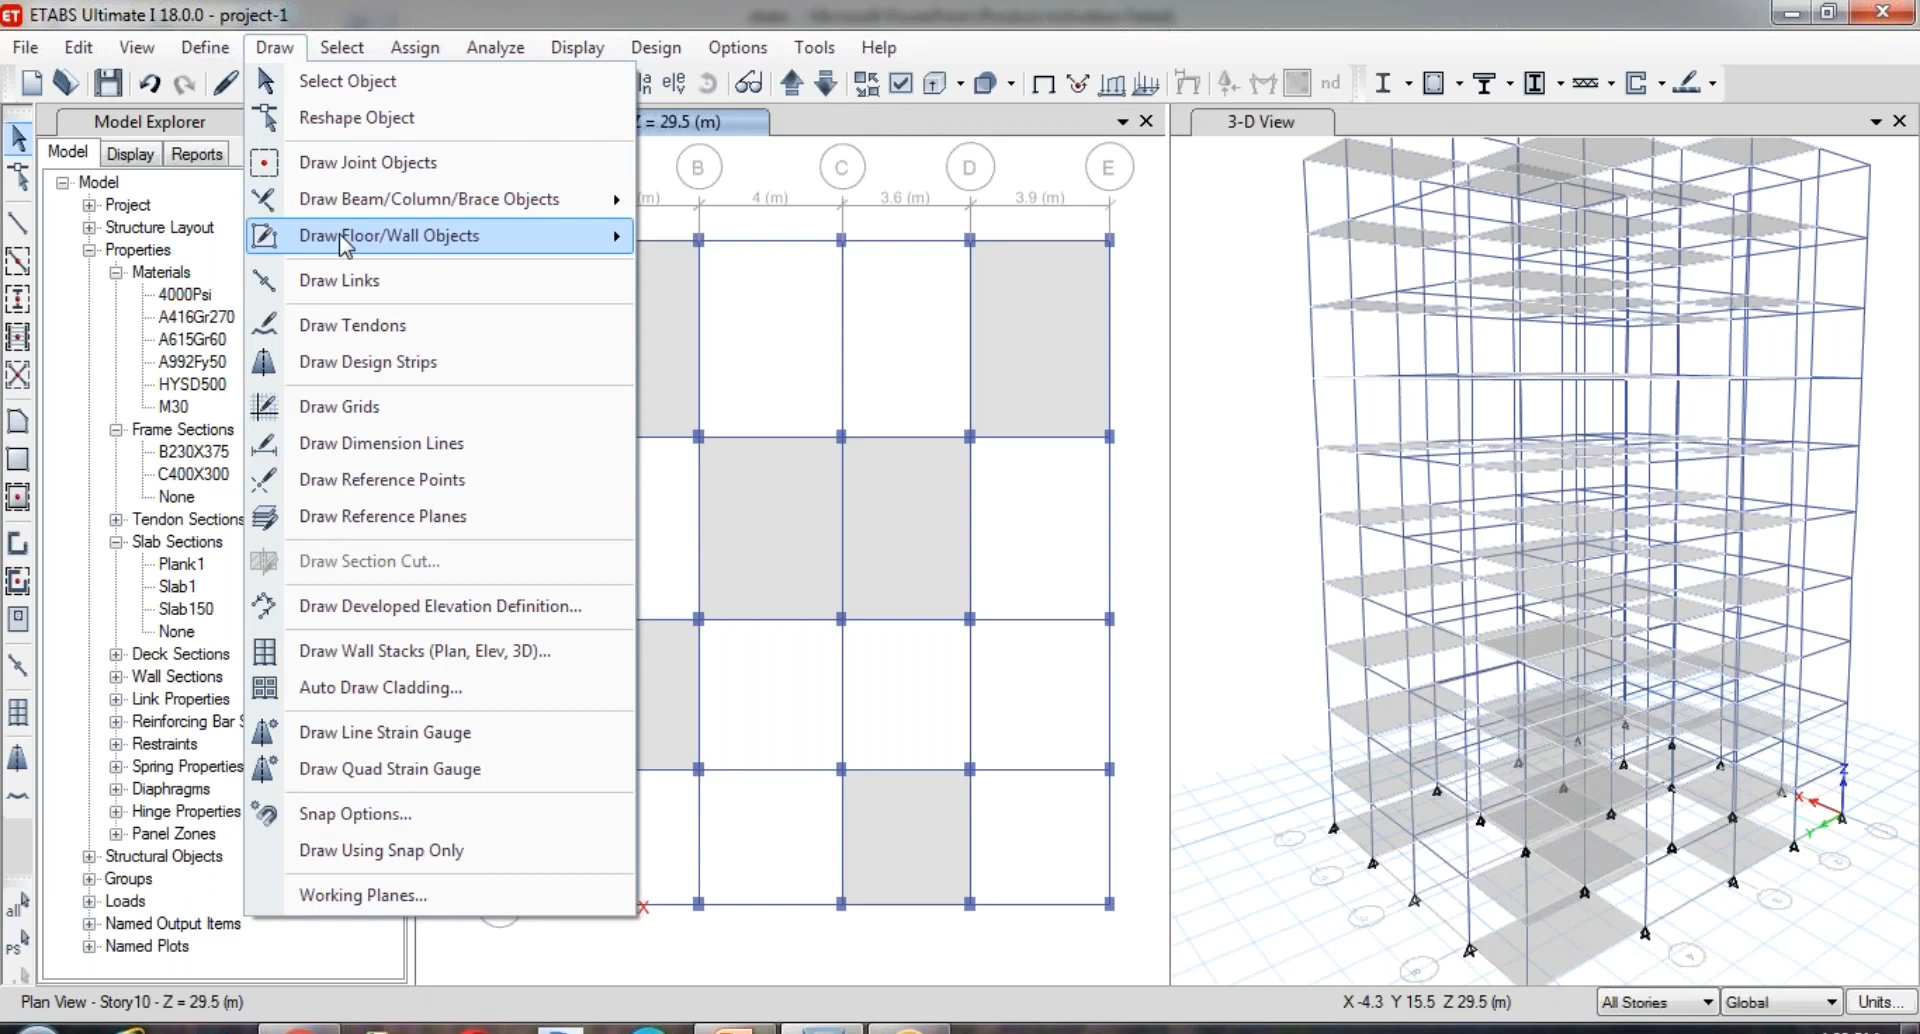 ETABS Ultimate I 18.0.0 - project-1
File Edit View Define Draw Select Assign Analyze Display Design Options Tools Help
nd
Model Explorer
Model Display Reports
Model
Project
Structure Layout
Properties
Materials
4000Psi
A416Gr270
A615Gr60
A992Fy50
HYSD500
M30
Frame Sections
B230X375
C400X300
None
Tendon Sections
Slab Sections
Plank1
Slab1
Slab150
None
Deck Sections
Wall Sections
Link Properties
Reinforcing Bar S
Restraints
Spring Properties
Diaphragms
Hinge Properties
Panel Zones
Structural Objects
Groups
Loads
Named Output Items
Named Plots
all
PS
Select Object
Reshape Object
Draw Joint Objects
Draw Beam/Column/Brace Objects
Draw Floor/Wall Objects
Draw Links
Draw Tendons
Draw Design Strips
Draw Grids
Draw Dimension Lines
Draw Reference Points
Draw Reference Planes
Draw Section Cut...
Draw Developed Elevation Definition...
Draw Wall Stacks (Plan, Elev, 3D)...
Auto Draw Cladding...
Draw Line Strain Gauge
Draw Quad Strain Gauge
Snap Options...
Draw Using Snap Only
Working Planes...
Z = 29.5 (m)
B C D E
(m) 4 (m) 3.6 (m) 3.9 (m)
X
3-D View
Z
X
Y
Plan View - Story10 - Z = 29.5 (m)
X -4.3 Y 15.5 Z 29.5 (m)
All Stories
Global
Units...